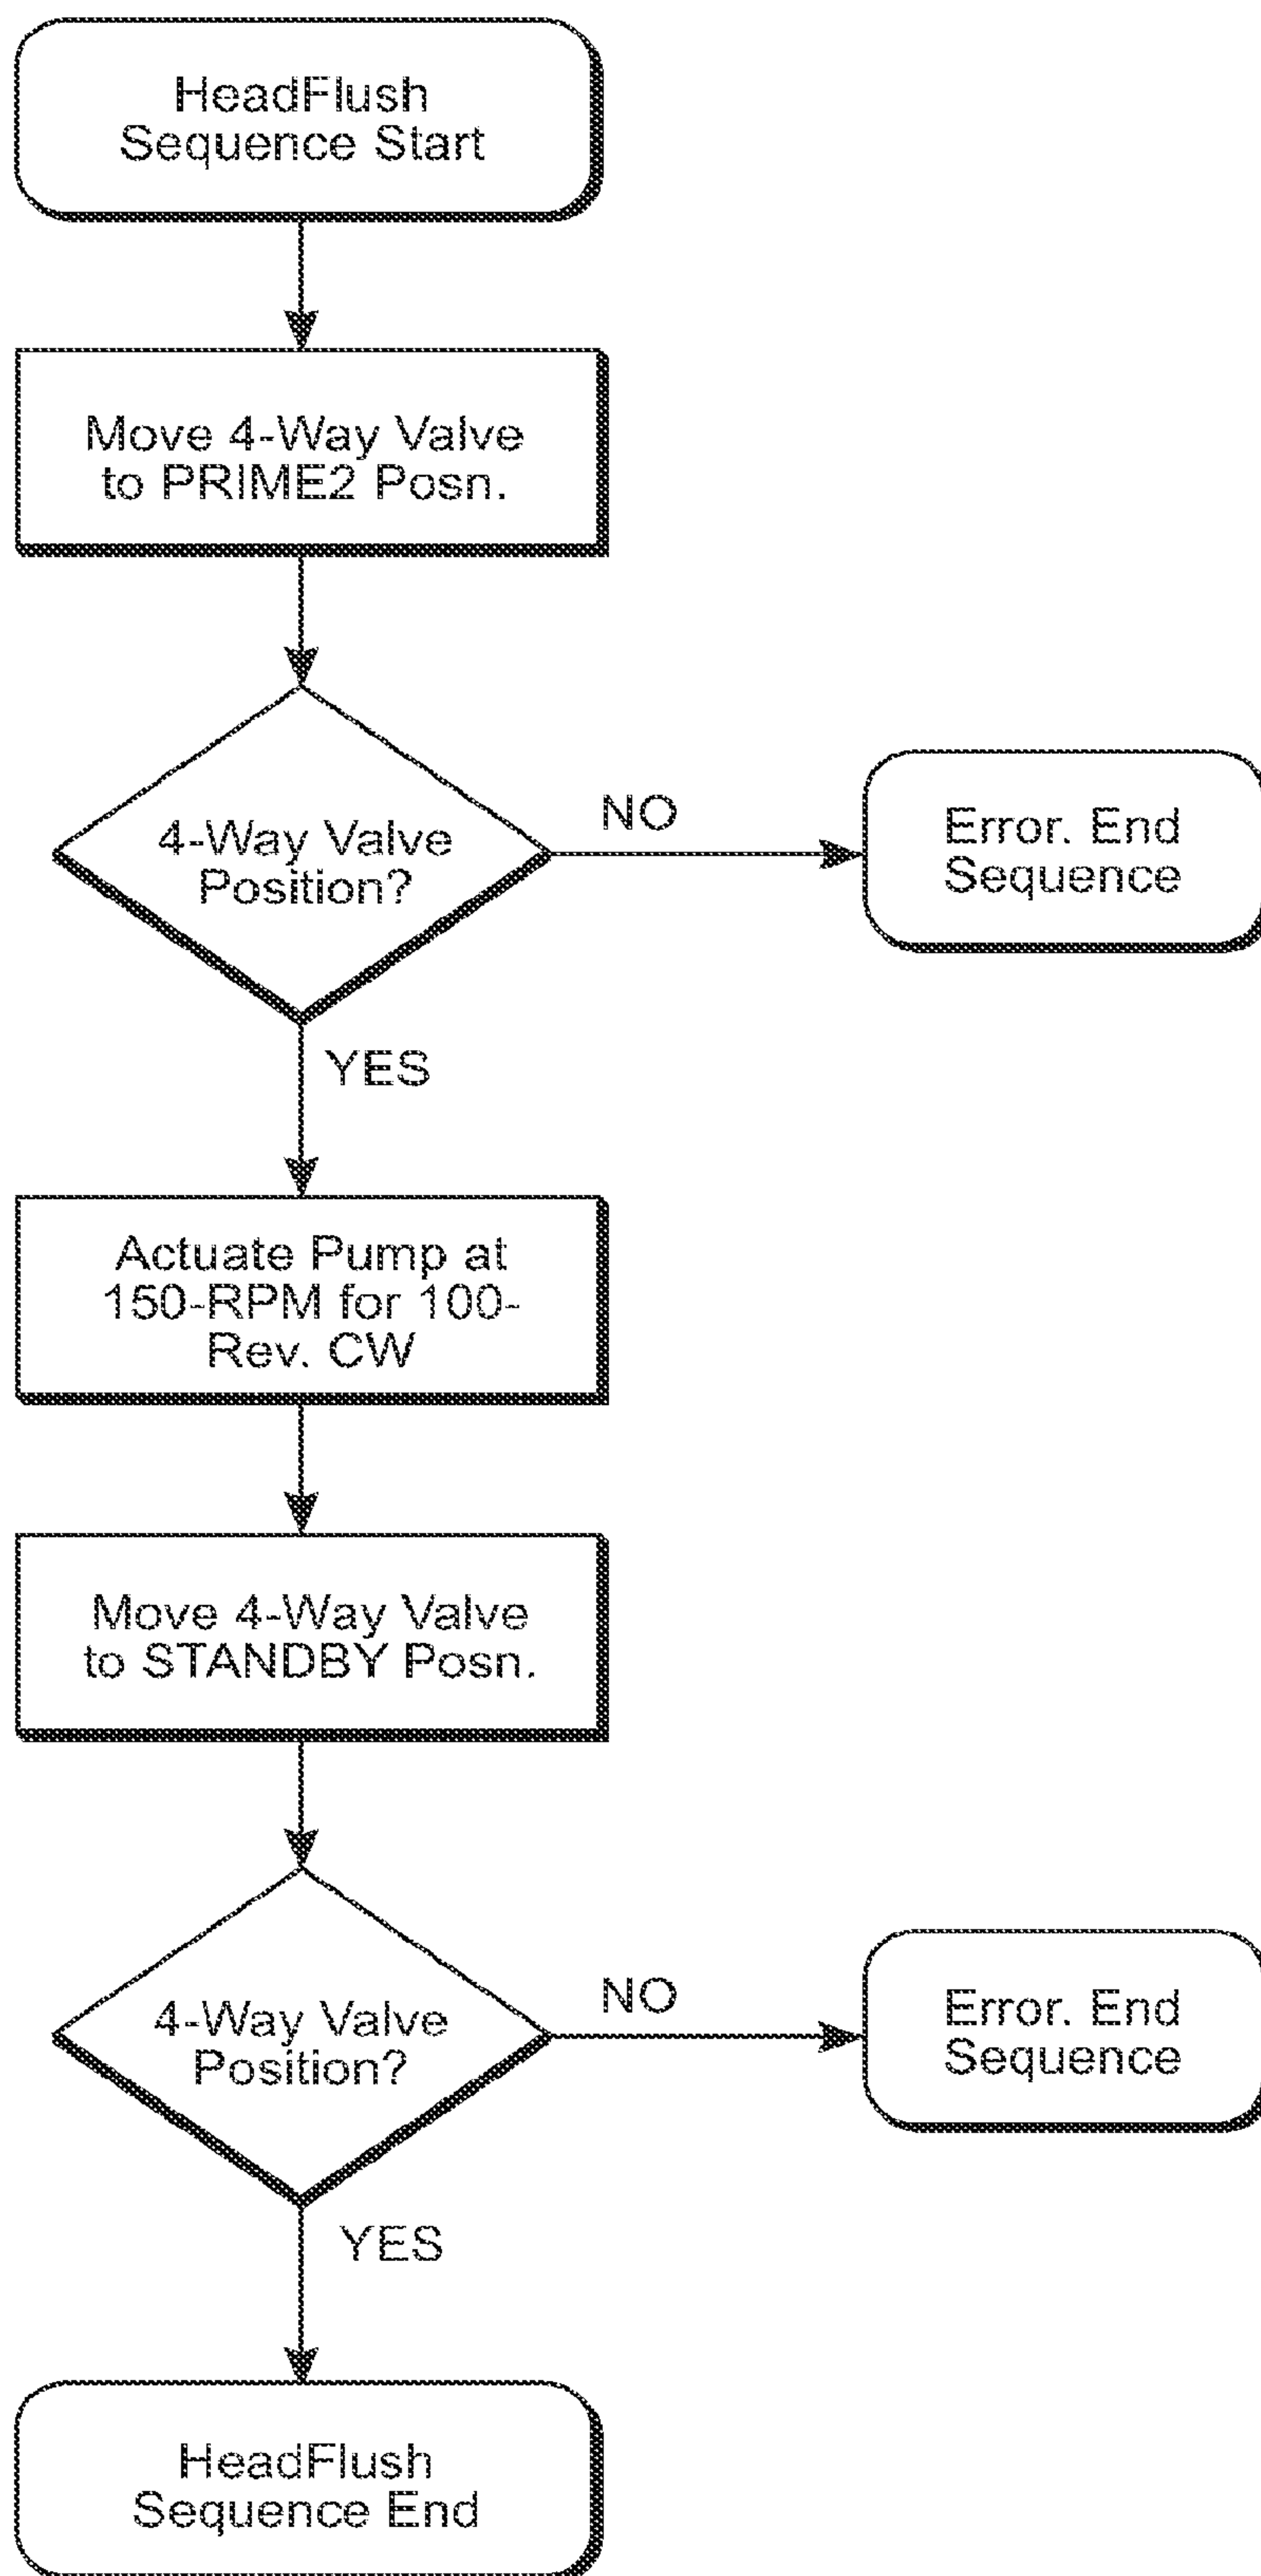 HeadFlush
Sequence Start
Move 4-Way Valve
to PRIME2 Posn.
4-Way Valve
Position?
NO
Error. End
Sequence
YES
Actuate Pump at
150-RPM for 100-
Rev. CW
Move 4-Way Valve
to STANDBY Posn.
4-Way Valve
Position?
NO
Error. End
Sequence
YES
HeadFlush
Sequence End